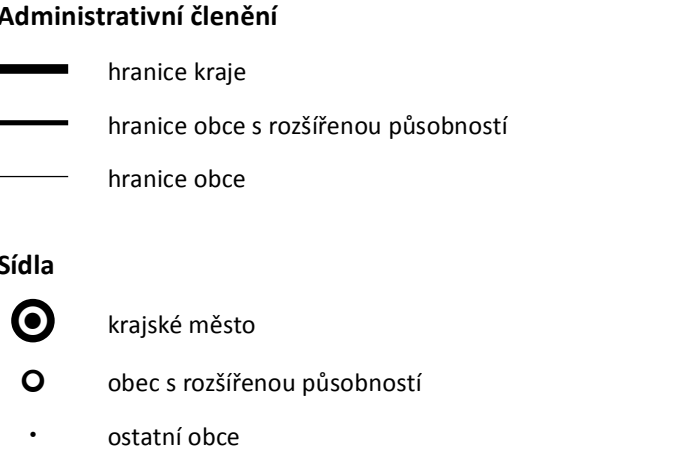 Administrativní členění
hranice kraje
hranice obce s rozšířenou působností
hranice obce
Sídla
krajské město
obec s rozšířenou působností
ostatní obce